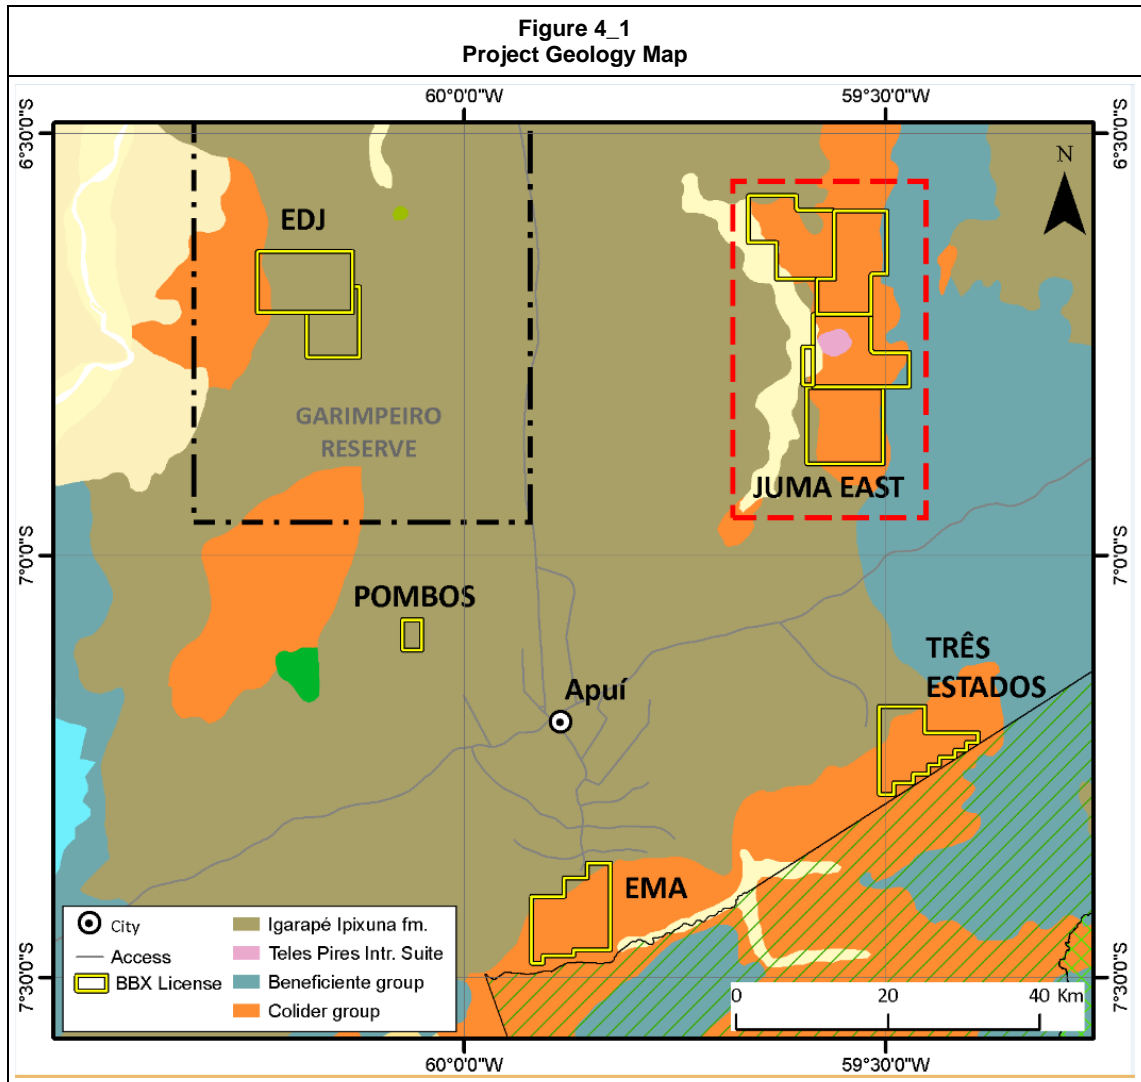 Figure 4_1
Project Geology Map
60°0'0"W
59°30'0"W
6°30'0"S
6°30'0"S
N
EDJ
GARIMPEIRO
RESERVE
JUMA EAST
7°0'0"S
7°0'0"S
POMBOS
TRÊS
ESTADOS
Apuí
EMA
City
Access
BBX License
Igarapé Ipixuna fm.
Teles Pires Intr. Suite
Beneficiente group
Colider group
7°30'0"S
7°30'0"S
0 20 40 Km
60°0'0"W
59°30'0"W